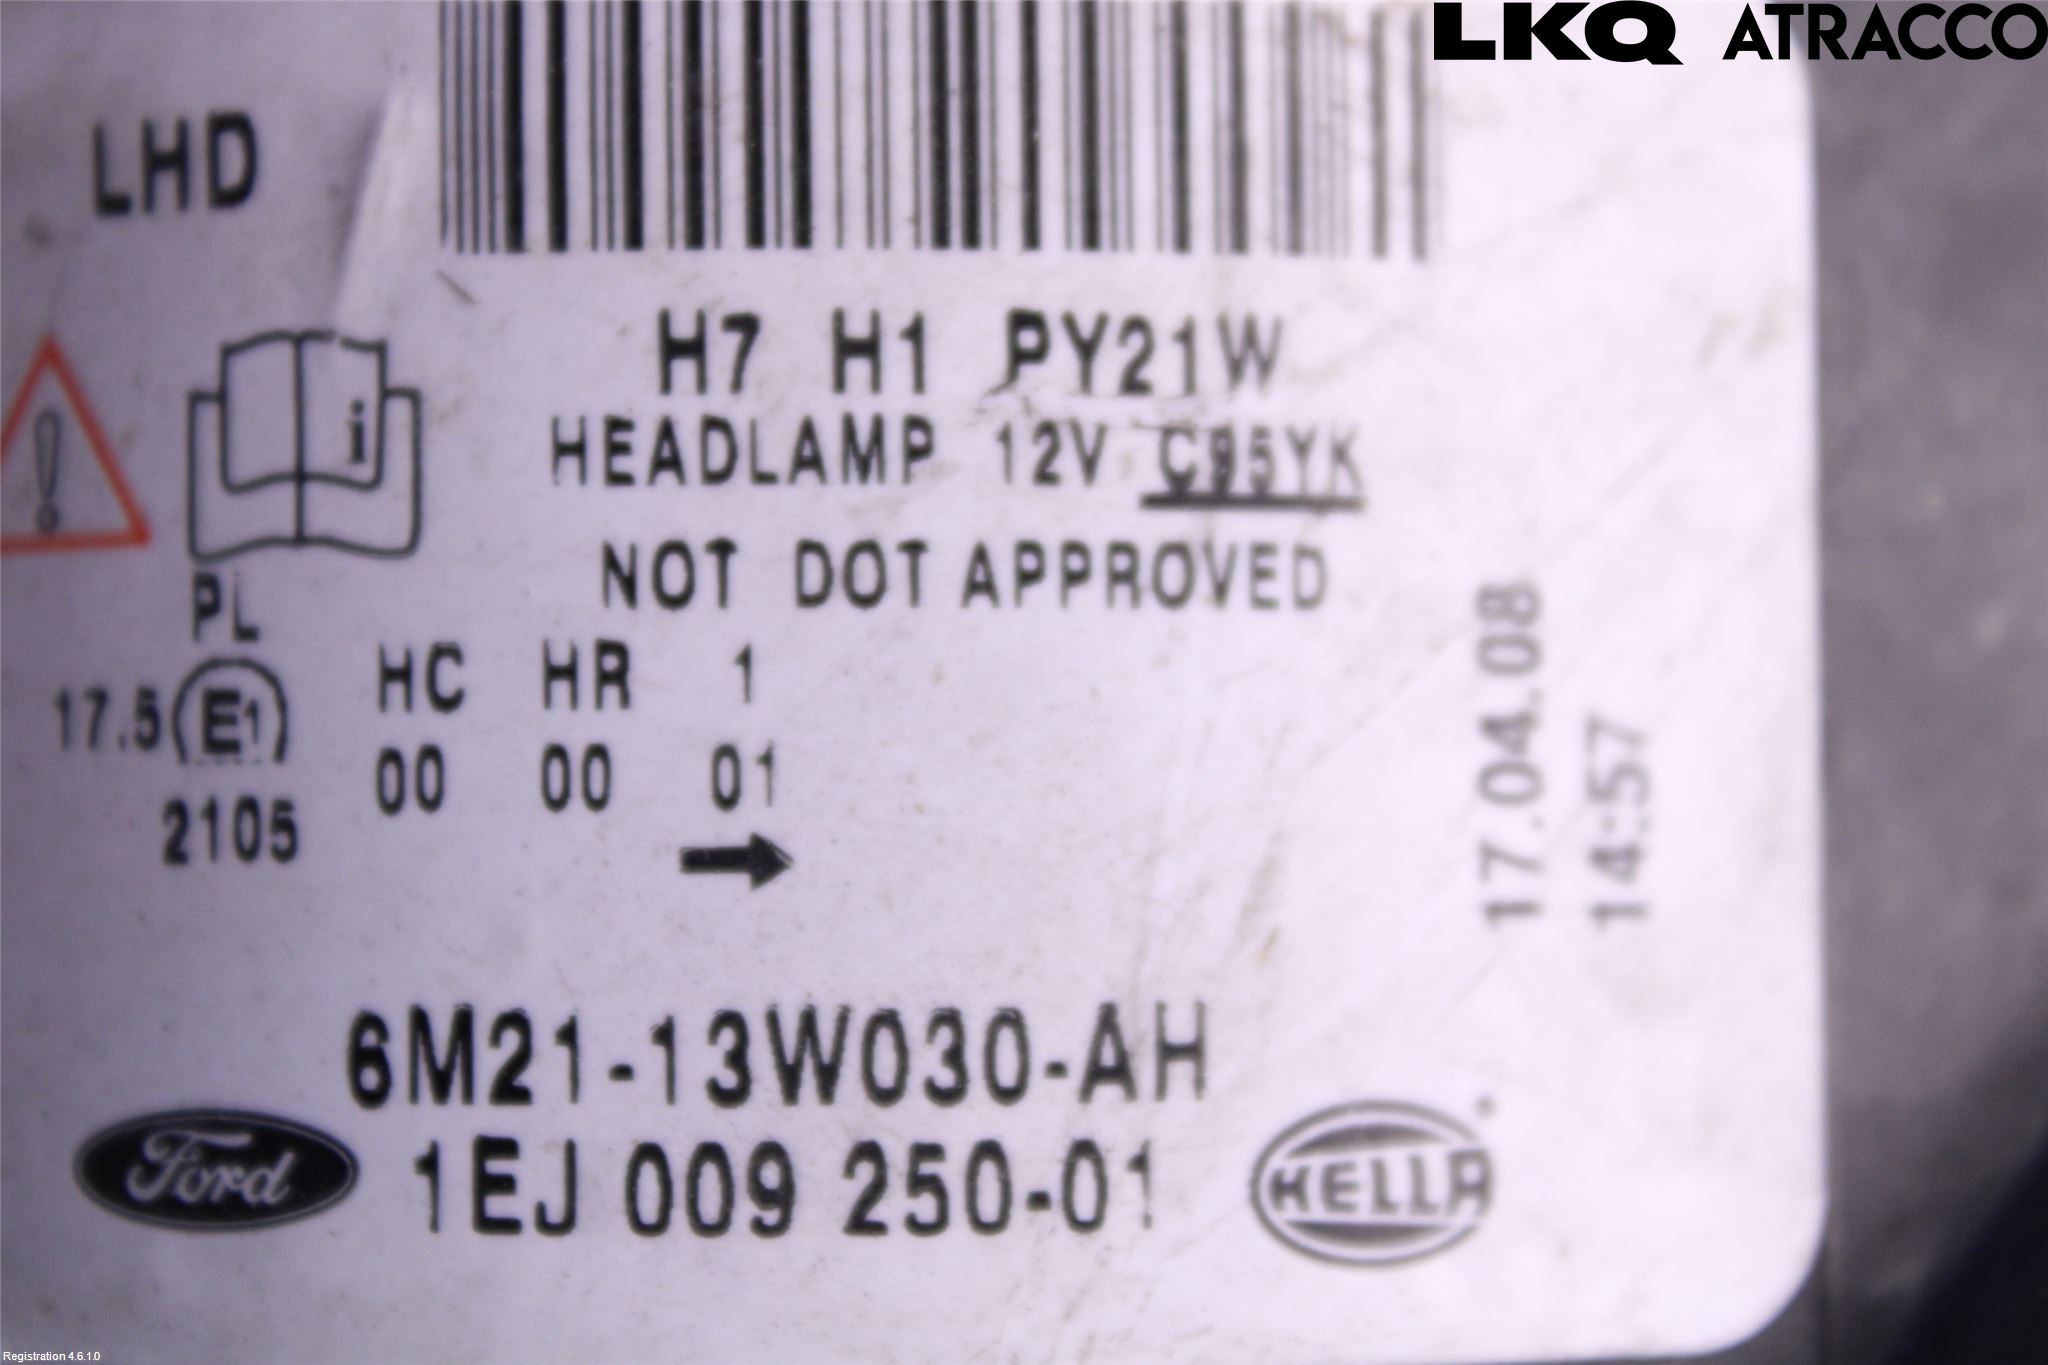 LKQ ATRACCO
LHD
H7 H1 PY21W
HEADLAMP 12V C95YK
NOT DOT APPROVED
i
PL
17.5 E1
2105
HC HR 1
00 00 01
17.04.08
14:57
6M21-13W030-AH
Ford
1EJ 009 250-01
HELLA
Registration 4.6.1.0